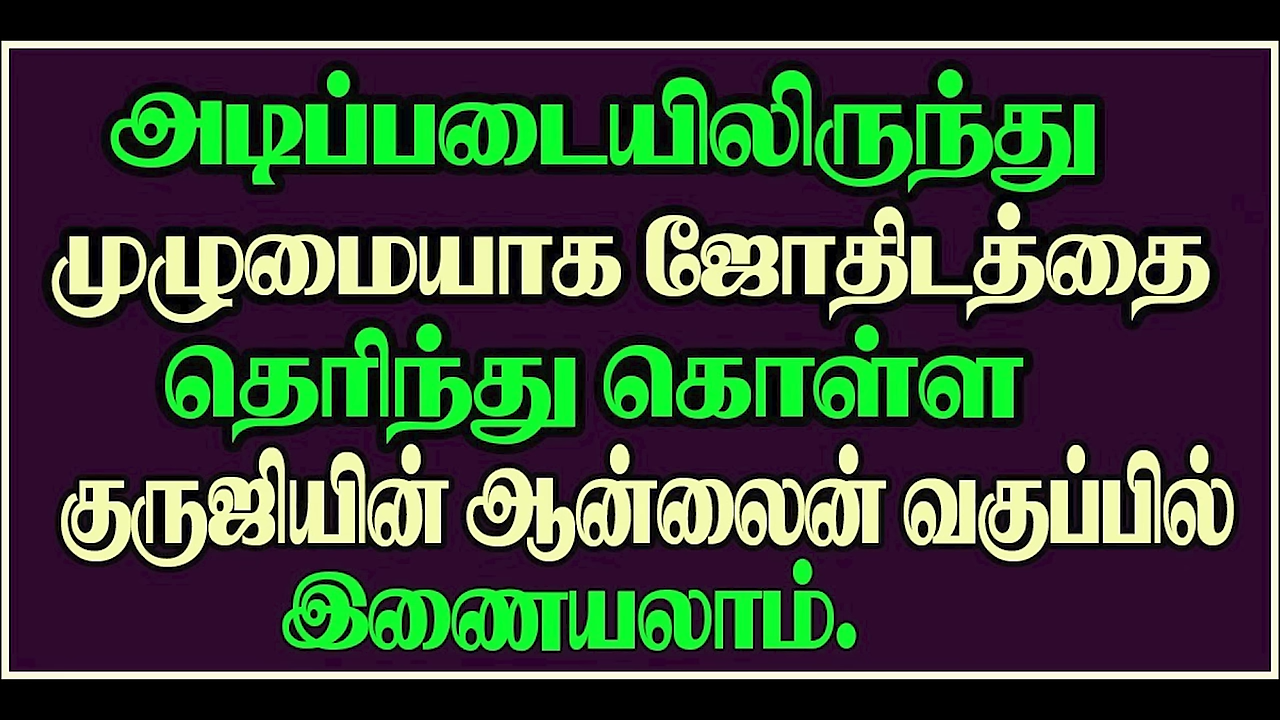 அடிப்படையிலிருந்து
முழுமையாக ஜோதிடத்தை
தெரிந்து கொள்ள
குருஜியின் ஆன்லைன் வகுப்பில்
இணையலாம்.